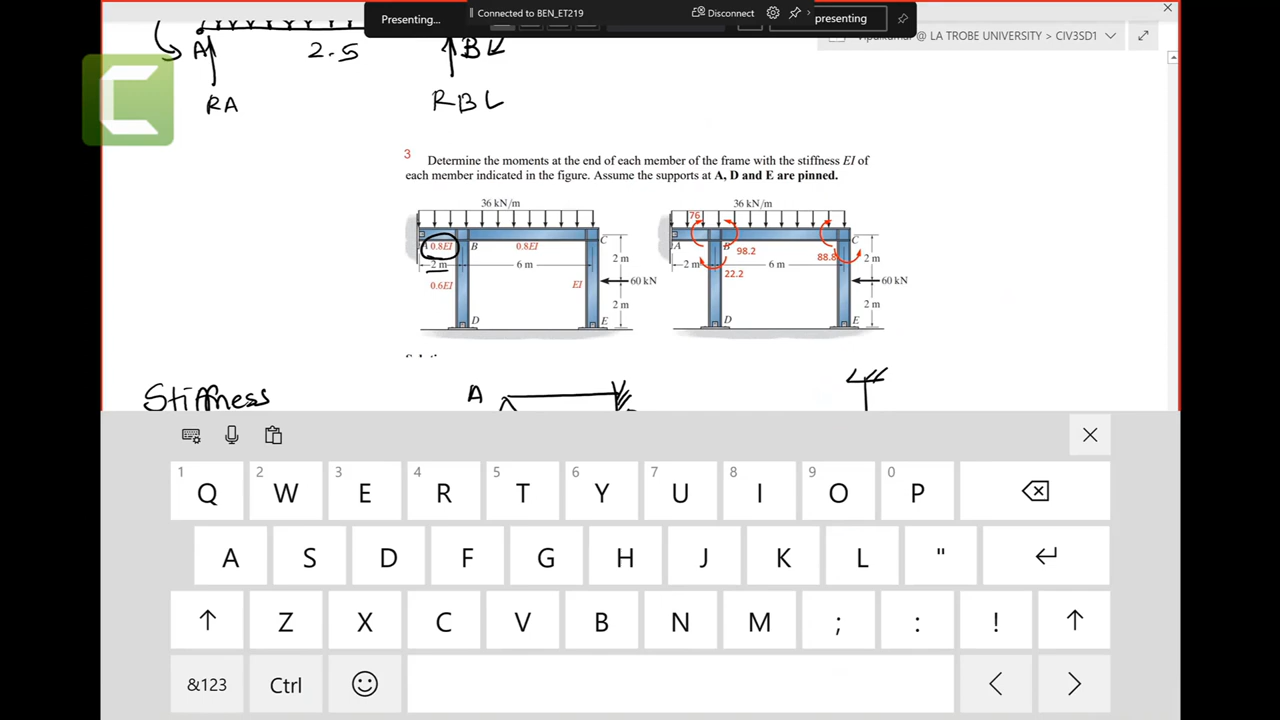 Presenting...
Connected to BEN_ET219
Disconnect
presenting
@ LA TROBE UNIVERSITY > CIV3SD1
A
2.5
B
RA
RBL
3 Determine the moments at the end of each member of the frame with the stiffness EI of
each member indicated in the figure. Assume the supports at A, D and E are pinned.
36 kN/m
A 0.8EI B 0.8EI C
2 m 6 m 2 m
0.6EI EI 60 kN
2 m
D E
36 kN/m
76
A B 98.2 C
88.8
2 m 6 m 2 m
22.2 60 kN
2 m
D E
Stiffness
A
1 Q 2 W 3 E 4 R 5 T 6 Y 7 U 8 I 9 O 0 P
A S D F G H J K L "
Z X C V B N M ; : !
&123 Ctrl